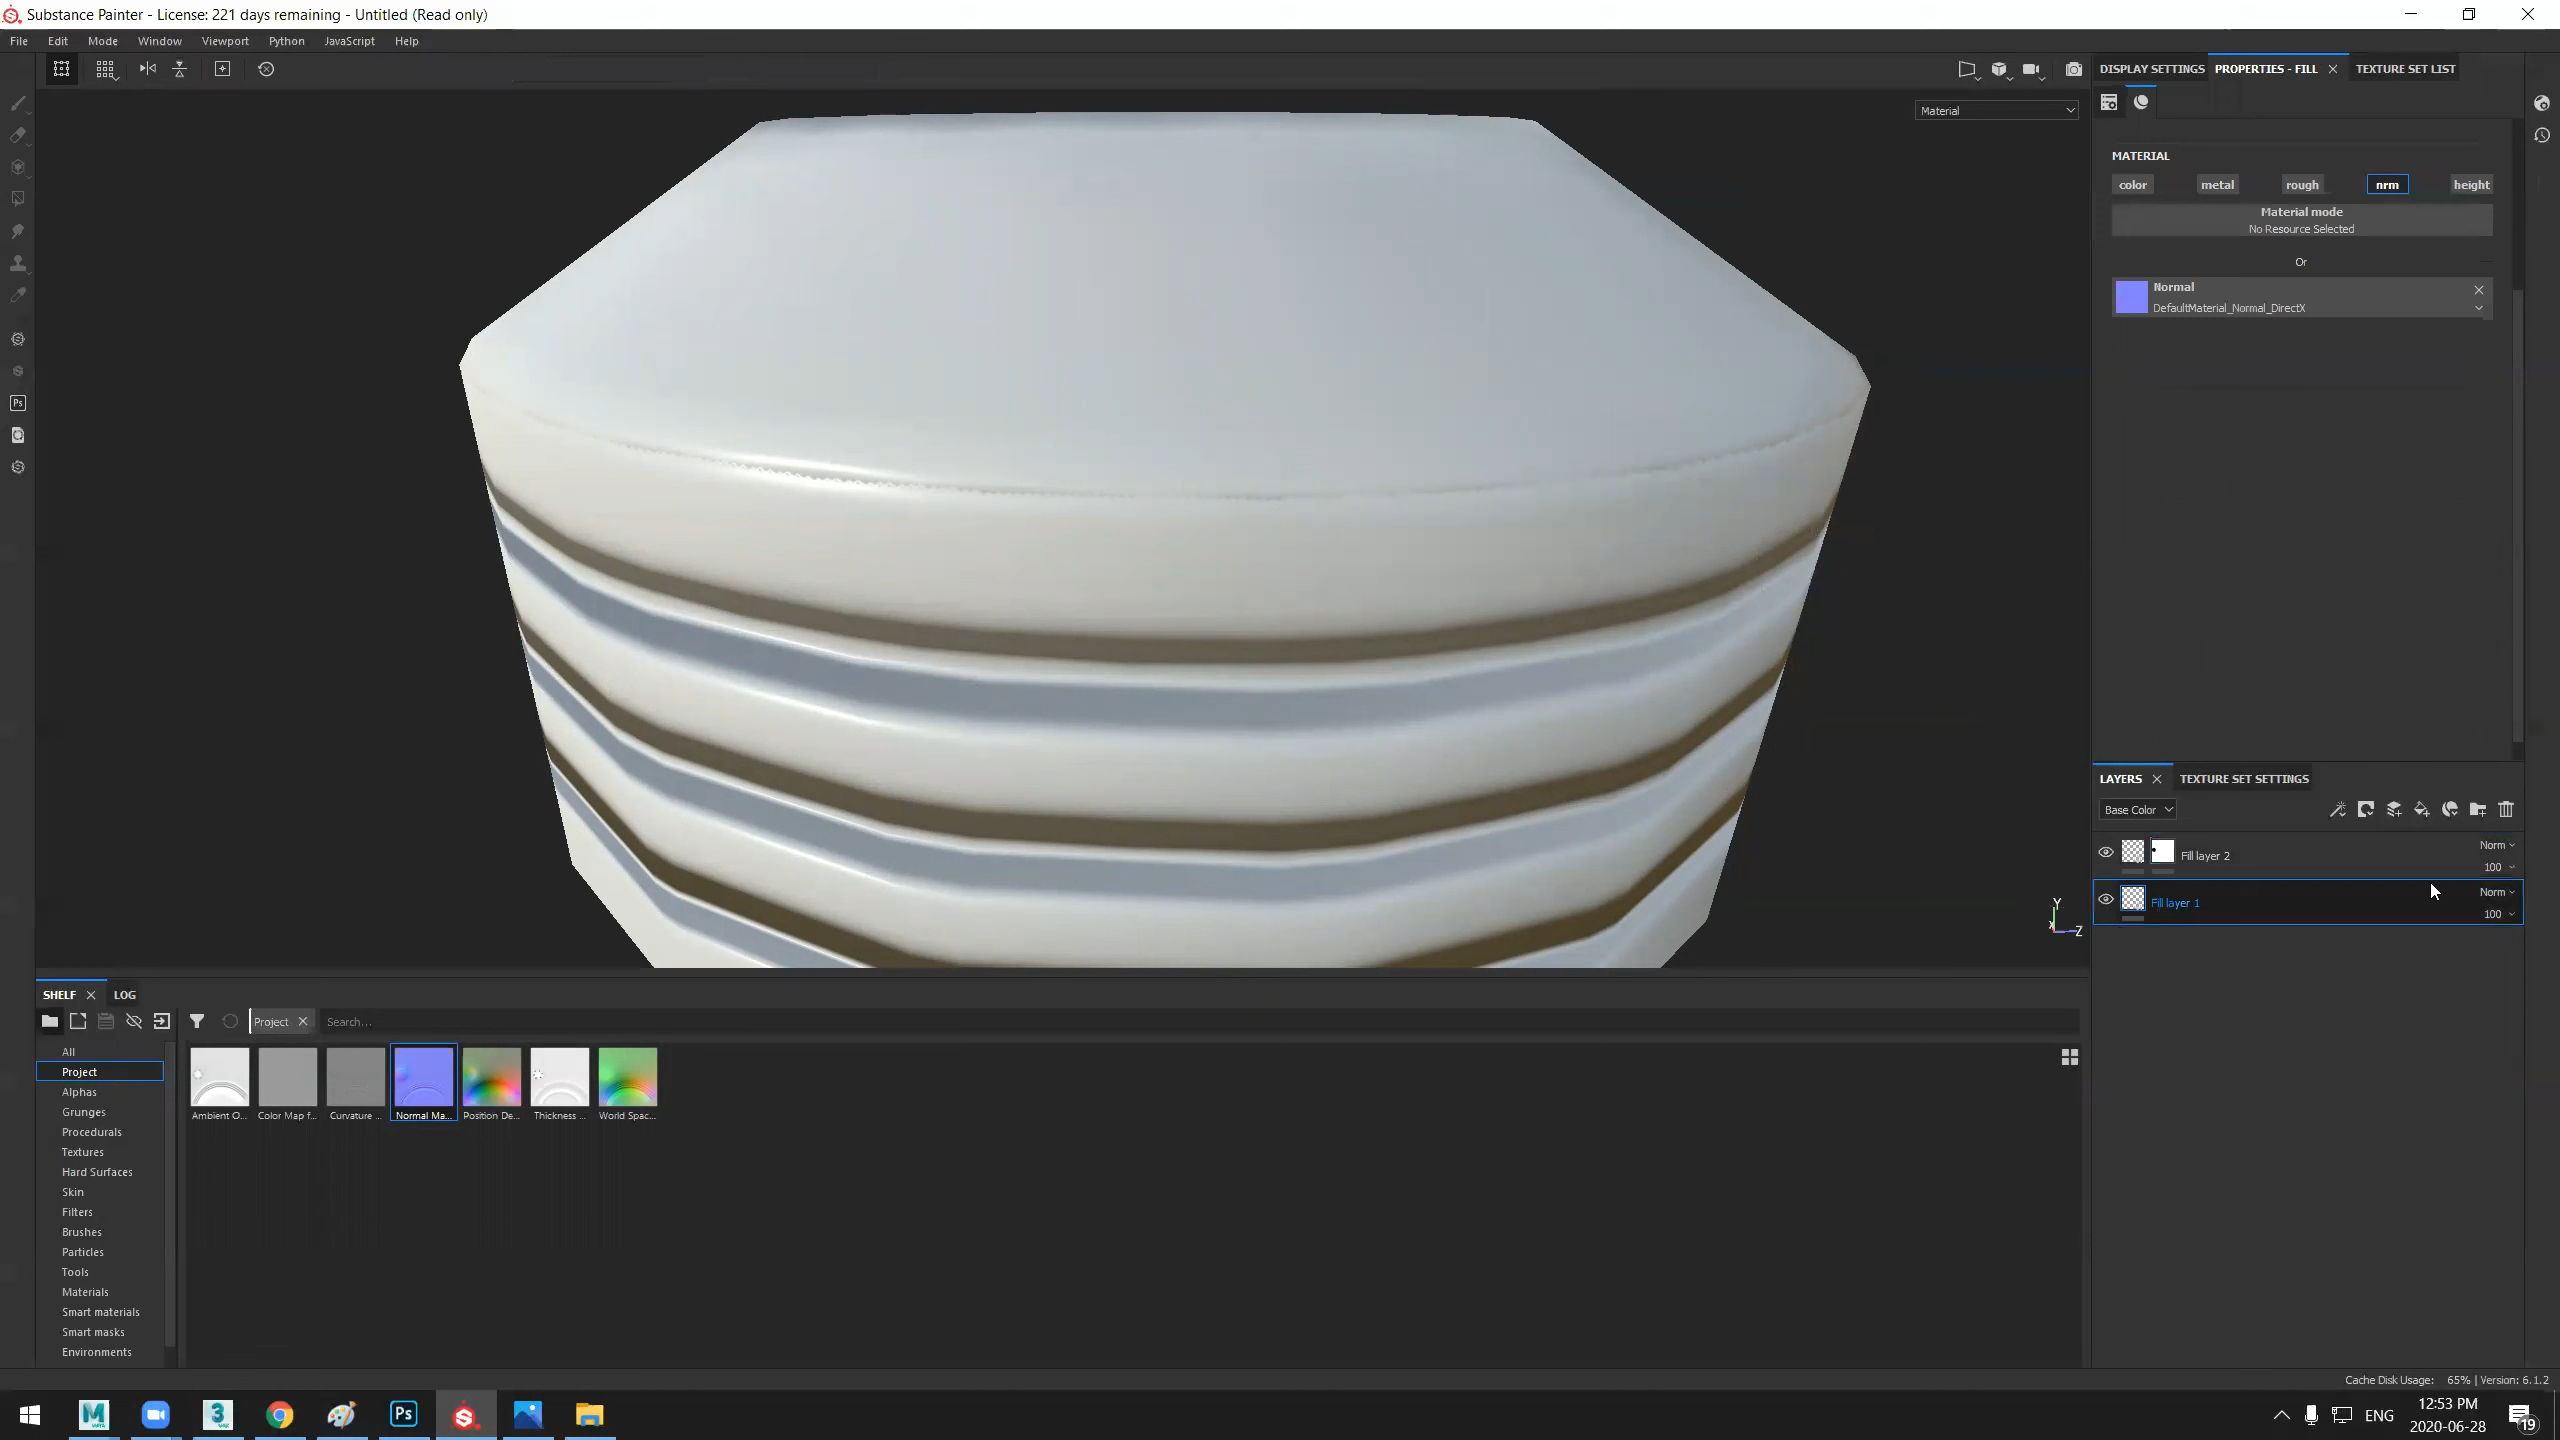 Substance Painter - License: 221 days remaining - Untitled (Read only)
File Edit Mode Window Viewport Python JavaScript Help
DISPLAY SETTINGS PROPERTIES - FILL TEXTURE SET LIST
Material
MATERIAL
color metal rough nrm height
Material mode
No Resource Selected
Or
Normal
DefaultMaterial_Normal_DirectX
Ps
LAYERS TEXTURE SET SETTINGS
Base Color
Fill layer 2 Norm
100
Fill layer 1 Norm
100
Y
X
Z
SHELF LOG
Project Search...
All
Project
Alphas
Grunges
Procedurals
Textures
Hard Surfaces
Skin
Filters
Brushes
Particles
Tools
Materials
Smart materials
Smart masks
Environments
Ambient O... Color Map f... Curvature ... Normal Ma... Position De... Thickness ... World Spac...
Cache Disk Usage: 65% | Version: 6.1.2
M 3 Ps S
ENG
12:53 PM
2020-06-28
19